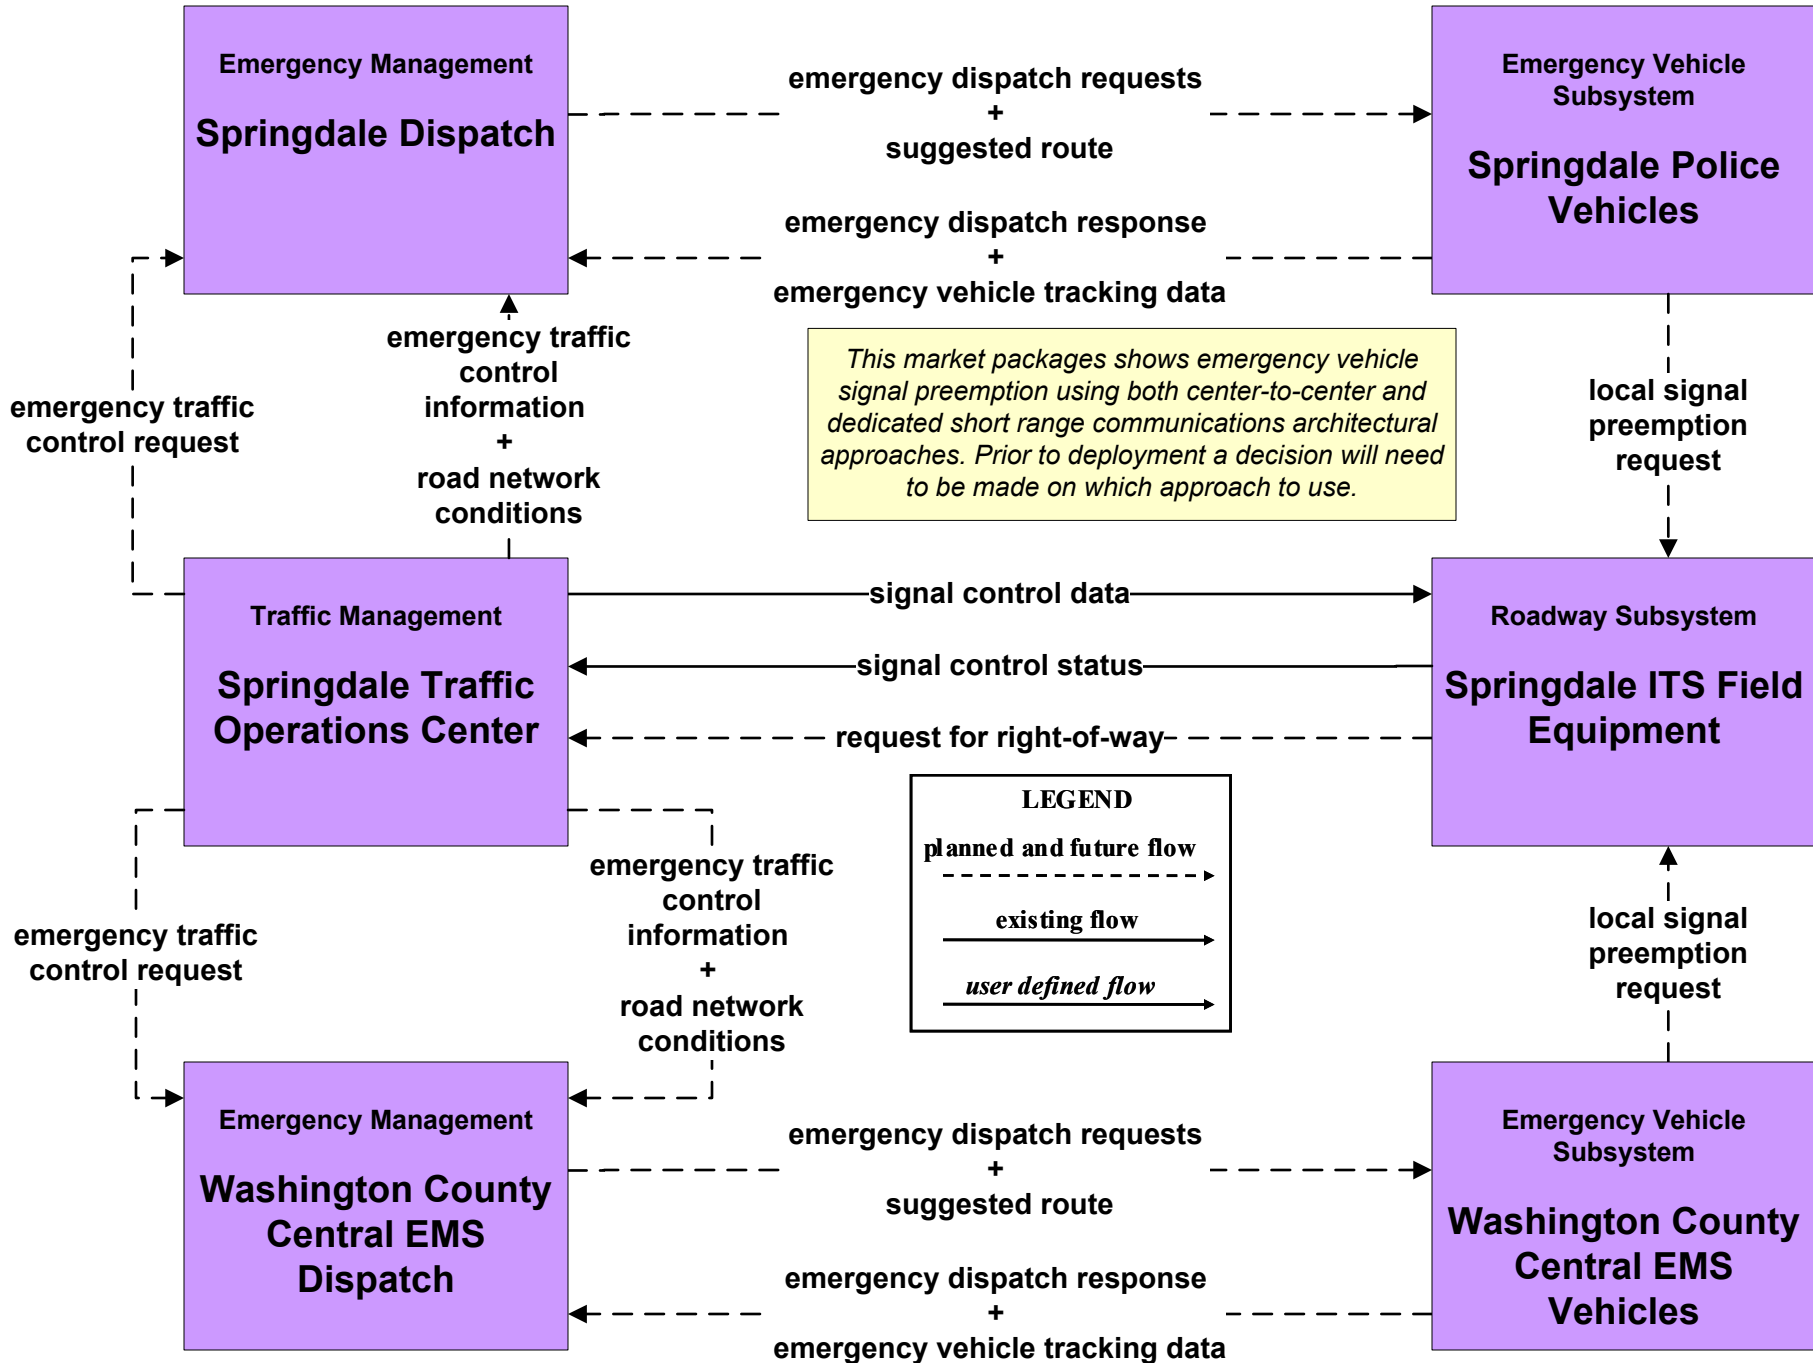 Emergency Management
Springdale Dispatch
emergency dispatch requests
+
suggested route
Emergency Vehicle
Subsystem
Springdale Police
Vehicles
emergency dispatch response
+
emergency vehicle tracking data
emergency traffic
control request
emergency traffic
control
information
+
road network
conditions
This market packages shows emergency vehicle
signal preemption using both center-to-center and
dedicated short range communications architectural
approaches. Prior to deployment a decision will need
to be made on which approach to use.
local signal
preemption
request
Traffic Management
Springdale Traffic
Operations Center
signal control data
signal control status
request for right-of-way
Roadway Subsystem
Springdale ITS Field
Equipment
LEGEND
planned and future flow
existing flow
user defined flow
emergency traffic
control request
emergency traffic
control
information
+
road network
conditions
local signal
preemption
request
Emergency Management
Washington County
Central EMS
Dispatch
emergency dispatch requests
+
suggested route
emergency dispatch response
+
emergency vehicle tracking data
Emergency Vehicle
Subsystem
Washington County
Central EMS
Vehicles